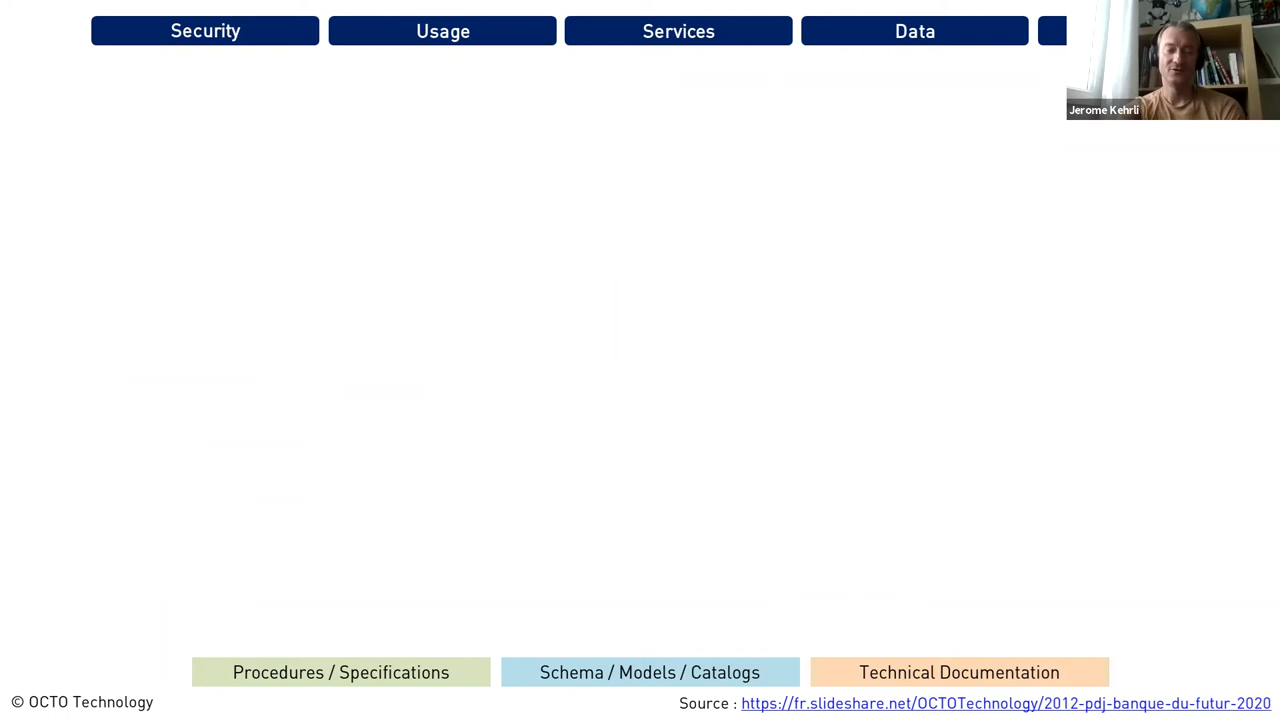 Security
Usage
Services
Data
Jerome Kehrli
Procedures / Specifications
Schema / Models / Catalogs
Technical Documentation
© OCTO Technology
Source : https://fr.slideshare.net/OCTOTechnology/2012-pdj-banque-du-futur-2020